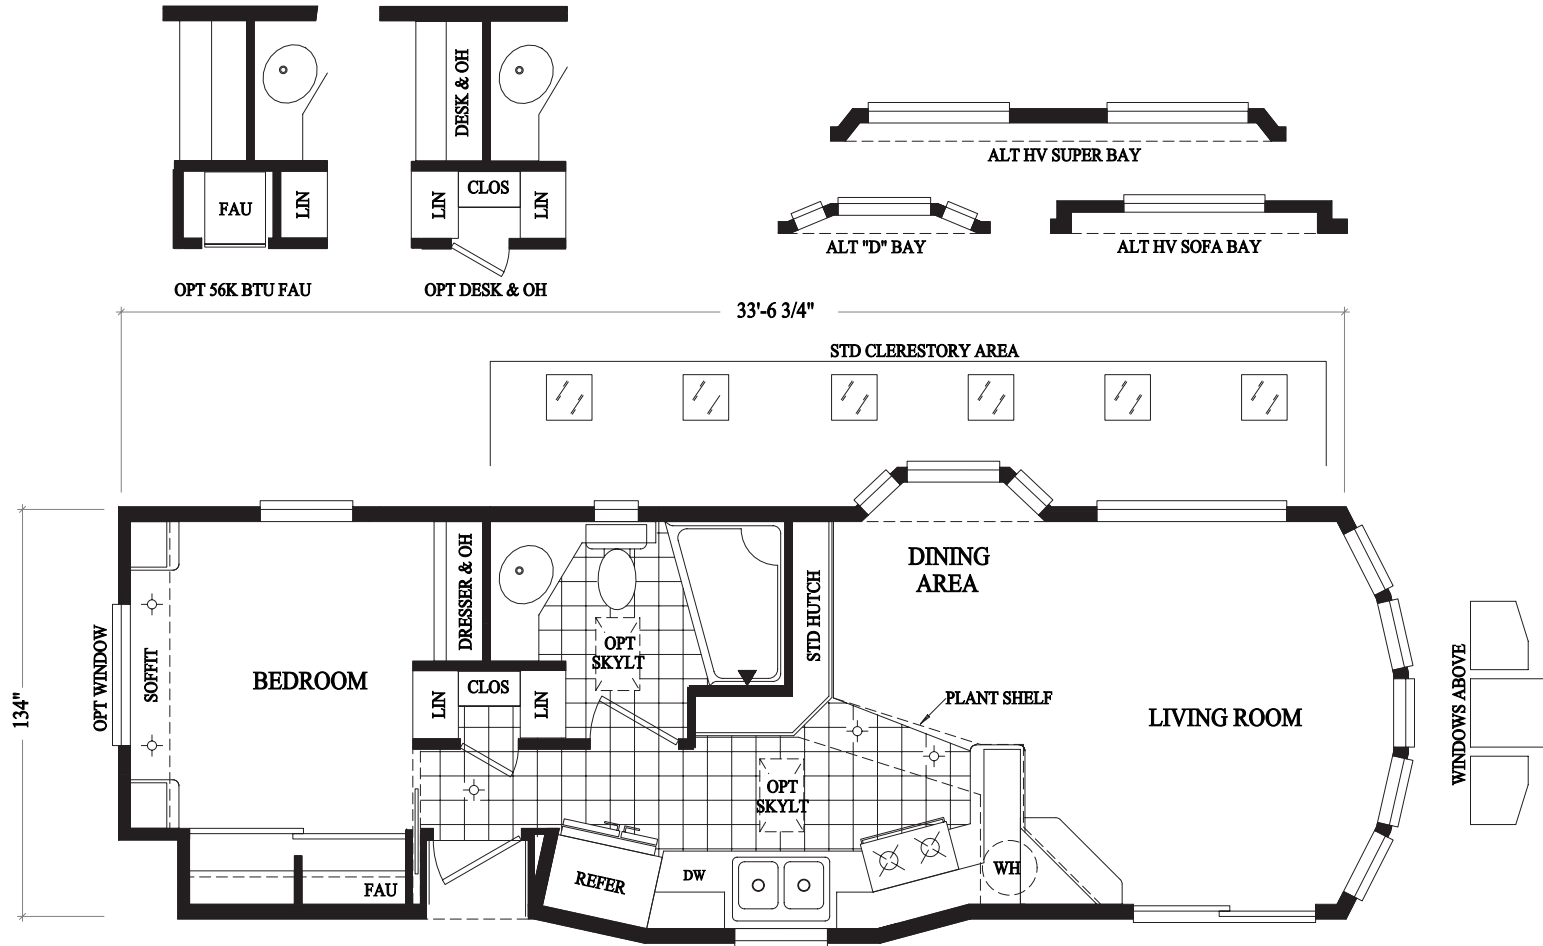 DESK & OH
CLOS
FAU
LIN
LIN
LIN
OPT 56K BTU FAU
OPT DESK & OH
ALT HV SUPER BAY
ALT "D" BAY
ALT HV SOFA BAY
33'-6 3/4"
STD CLERESTORY AREA
134"
OPT WINDOW
SOFFIT
BEDROOM
DRESSER & OH
LIN
CLOS
LIN
OPT
SKYLT
STD HUTCH
DINING
AREA
PLANT SHELF
LIVING ROOM
WINDOWS ABOVE
OPT
SKYLT
FAU
REFER
DW
WH